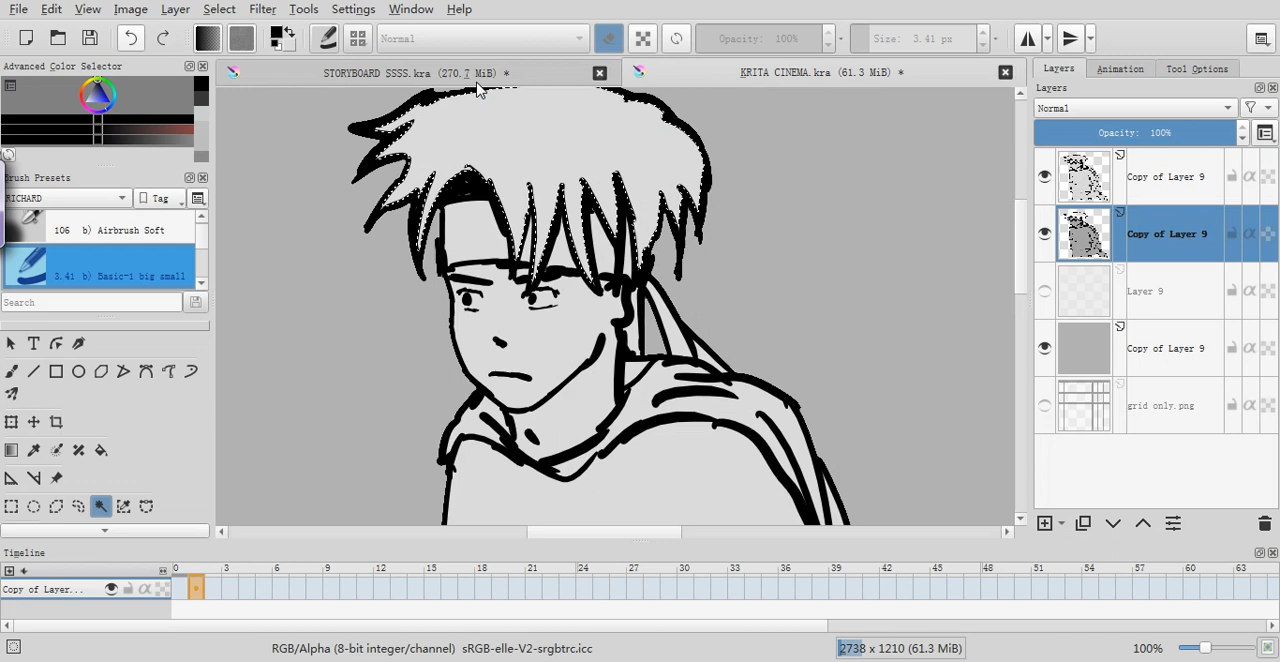 File Edit View Image Layer Select Filter Tools Settings Window Help
Normal Opacity: 100% Size: 3.41 px
Advanced Color Selector
STORYBOARD SSSS.kra (270.7 MiB) * KRITA CINEMA.kra (61.3 MiB) *
Layers Animation Tool Options
Layers
Normal
Opacity: 100%
Copy of Layer 9
Copy of Layer 9
Layer 9
Copy of Layer 9
grid only.png
Brush Presets
RICHARD Tag
106 b) Airbrush Soft
3.41 b) Basic-1 big small
Search
Timeline
0 3 6 9 12 15 18 21 24 27 30 33 36 39 42 45 48 51 54 57 60 63
Copy of Layer...
RGB/Alpha (8-bit integer/channel) sRGB-elle-V2-srgbtrc.icc
2738 x 1210 (61.3 MiB)
100%